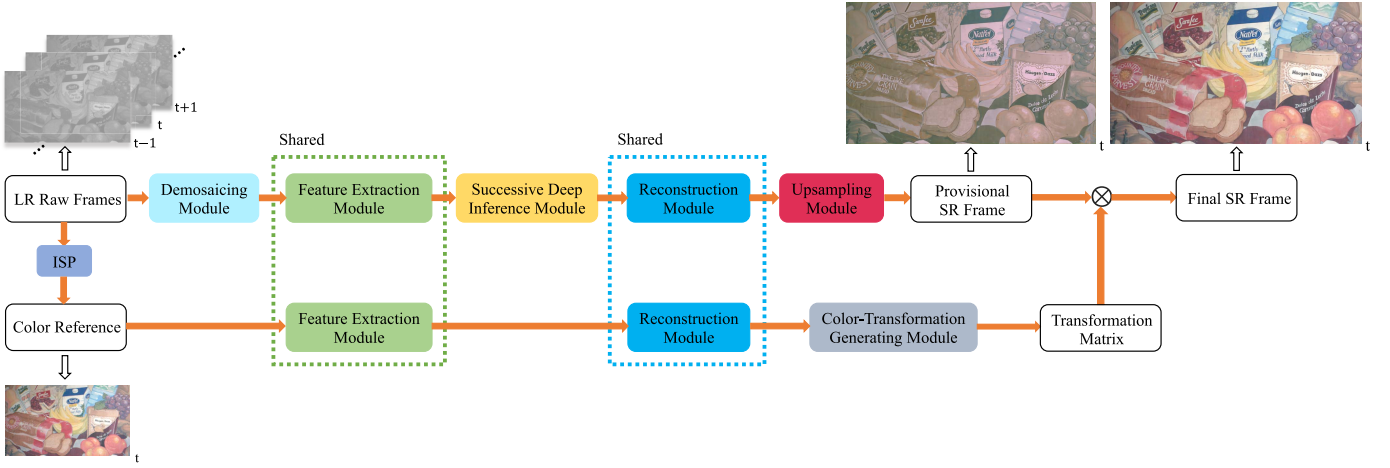 t+1
t
t−1
Shared
Shared
t
t
LR Raw Frames
Demosaicing
Module
Feature Extraction
Module
Successive Deep
Inference Module
Reconstruction
Module
Upsampling
Module
Provisional
SR Frame
Final SR Frame
ISP
Color Reference
Feature Extraction
Module
Reconstruction
Module
Color-Transformation
Generating Module
Transformation
Matrix
t